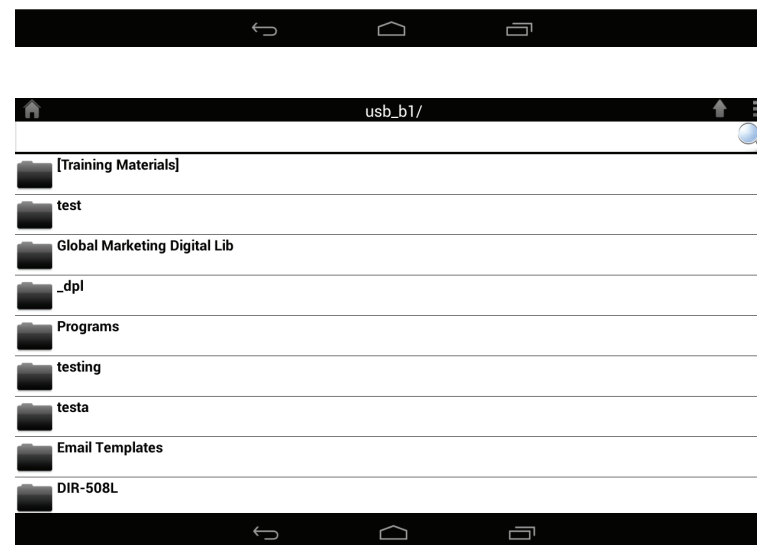 usb_b1/
[Training Materials]
test
Global Marketing Digital Lib
_dpl
Programs
testing
testa
Email Templates
DIR-508L